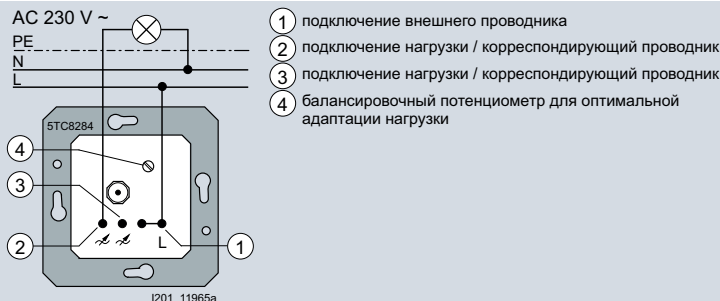 AC 230 V ~
PE
N
L
5TC8284
4
3
2
L
1
I201_11965a
1 подключение внешнего проводника
2 подключение нагрузки / корреспондирующий проводник
3 подключение нагрузки / корреспондирующий проводник
4 балансировочный потенциометр для оптимальной
адаптации нагрузки